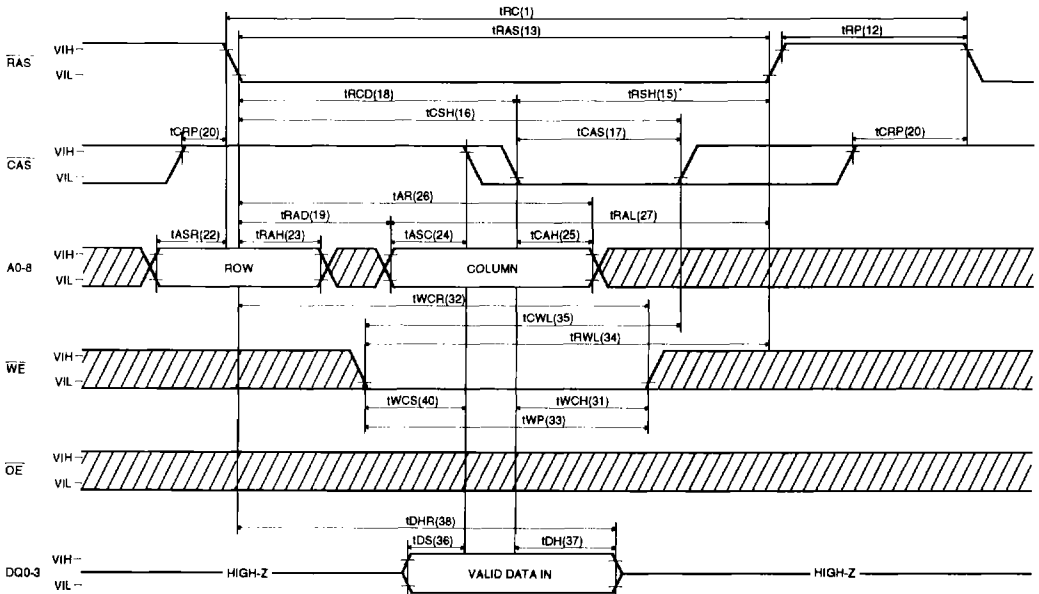 tRC(1)
tRAS(13)
tRP(12)
RAS
VIH
VIL
tRCD(18)
tRSH(15)
tCSH(16)
tCRP(20)
tCAS(17)
tCRP(20)
CAS
VIH
VIL
tAR(26)
tRAD(19)
tRAL(27)
tASR(22)
tRAH(23)
tASC(24)
tCAH(25)
A0-8
VIH
VIL
ROW
COLUMN
tWCR(32)
tCWL(35)
tRWL(34)
WE
VIH
VIL
tWCS(40)
tWCH(31)
tWP(33)
OE
VIH
VIL
tDHR(38)
tDS(36)
tDH(37)
DQ0-3
VIH
VIL
HIGH-Z
VALID DATA IN
HIGH-Z